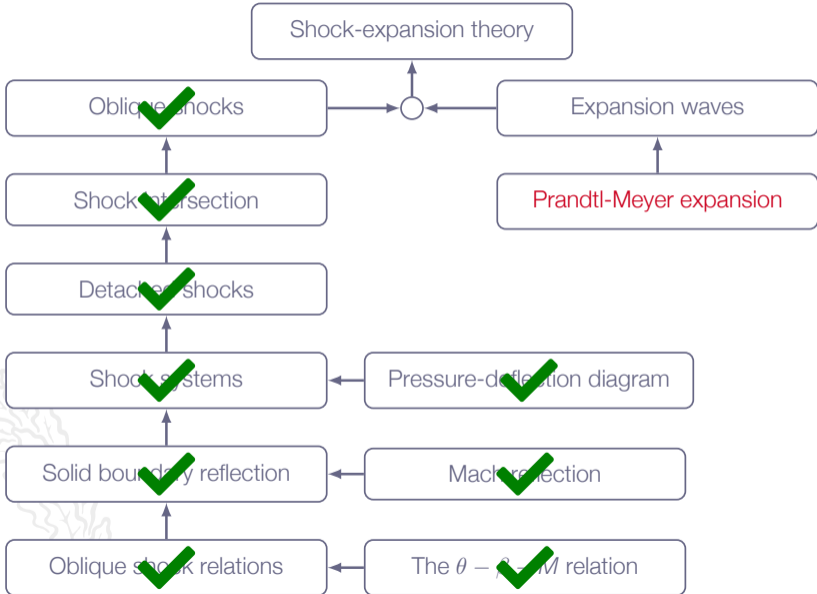 Shock-expansion theory
Oblique shocks
Expansion waves
Shock intersection
Prandtl-Meyer expansion
Detached shocks
Shock systems
Pressure-deflection diagram
Solid boundary reflection
Mach reflection
Oblique shock relations
The θ − β − M relation